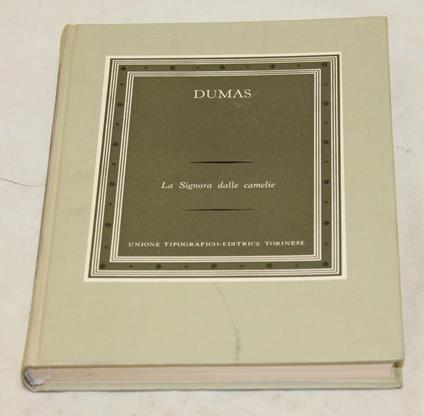 DUMAS
La Signora dalle camelie
UNIONE TIPOGRAFICO-EDITRICE TORINESE